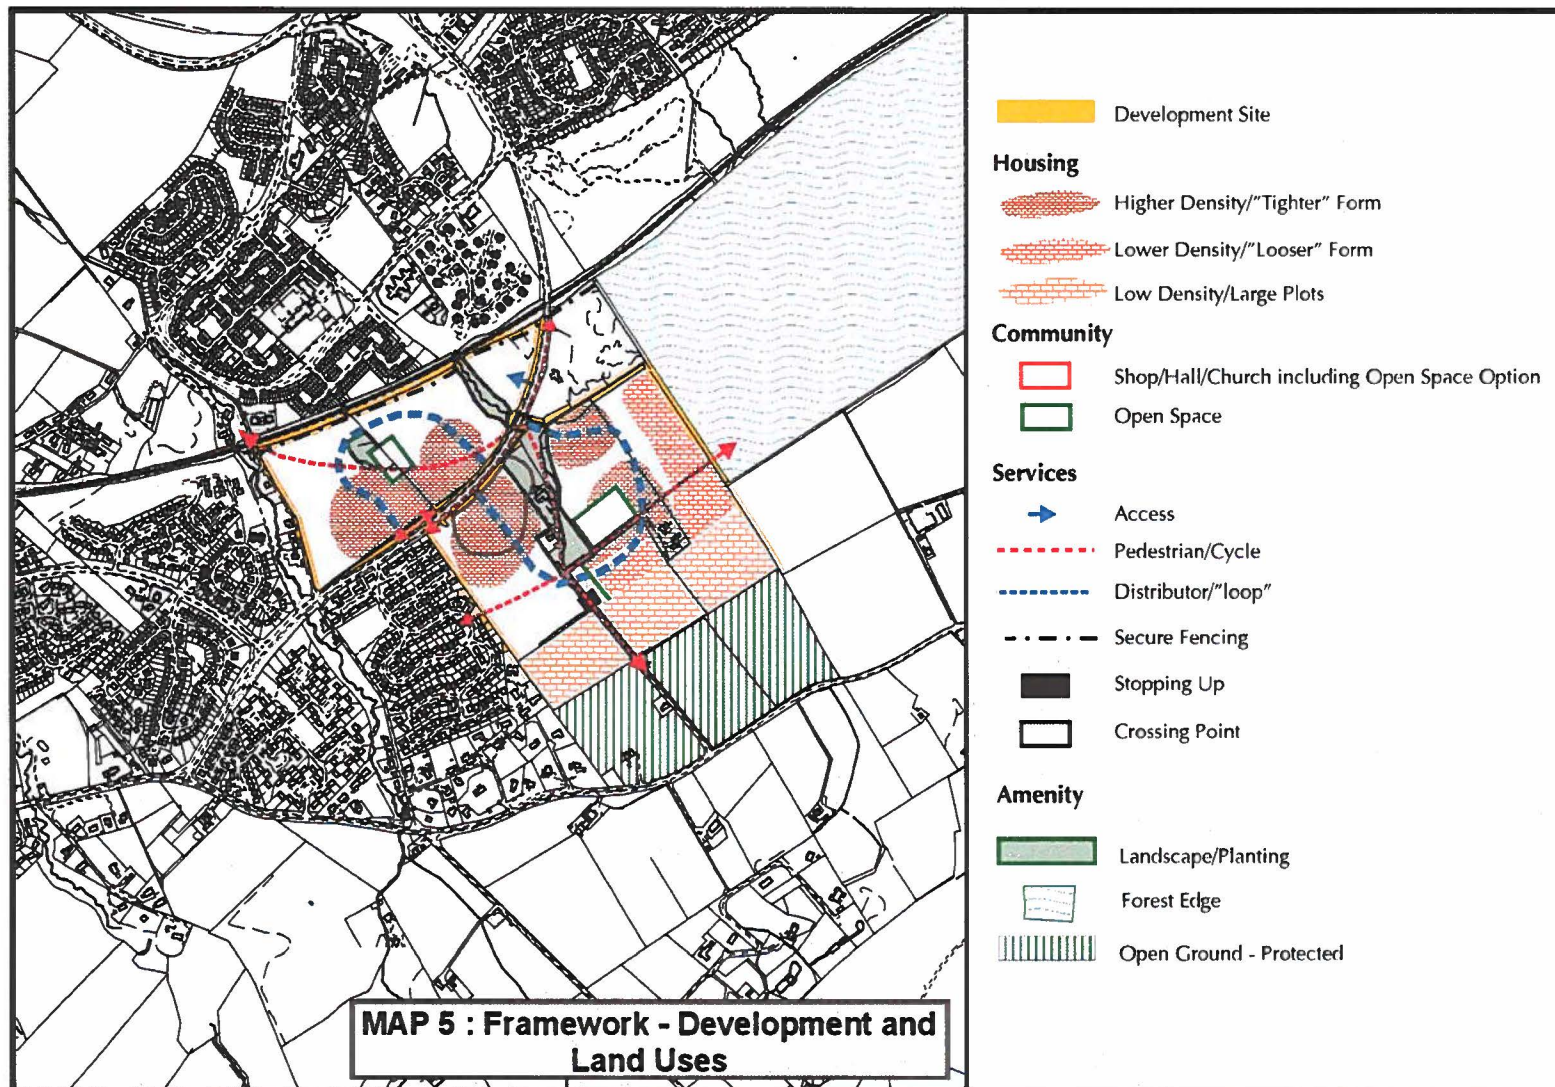 Development Site
Housing
Higher Density/"Tighter" Form
Lower Density/"Looser" Form
Low Density/Large Plots
Community
Shop/Hall/Church including Open Space Option
Open Space
Services
Access
Pedestrian/Cycle
Distributor/"loop"
Secure Fencing
Stopping Up
Crossing Point
Amenity
Landscape/Planting
Forest Edge
Open Ground - Protected
MAP 5 : Framework - Development and
Land Uses